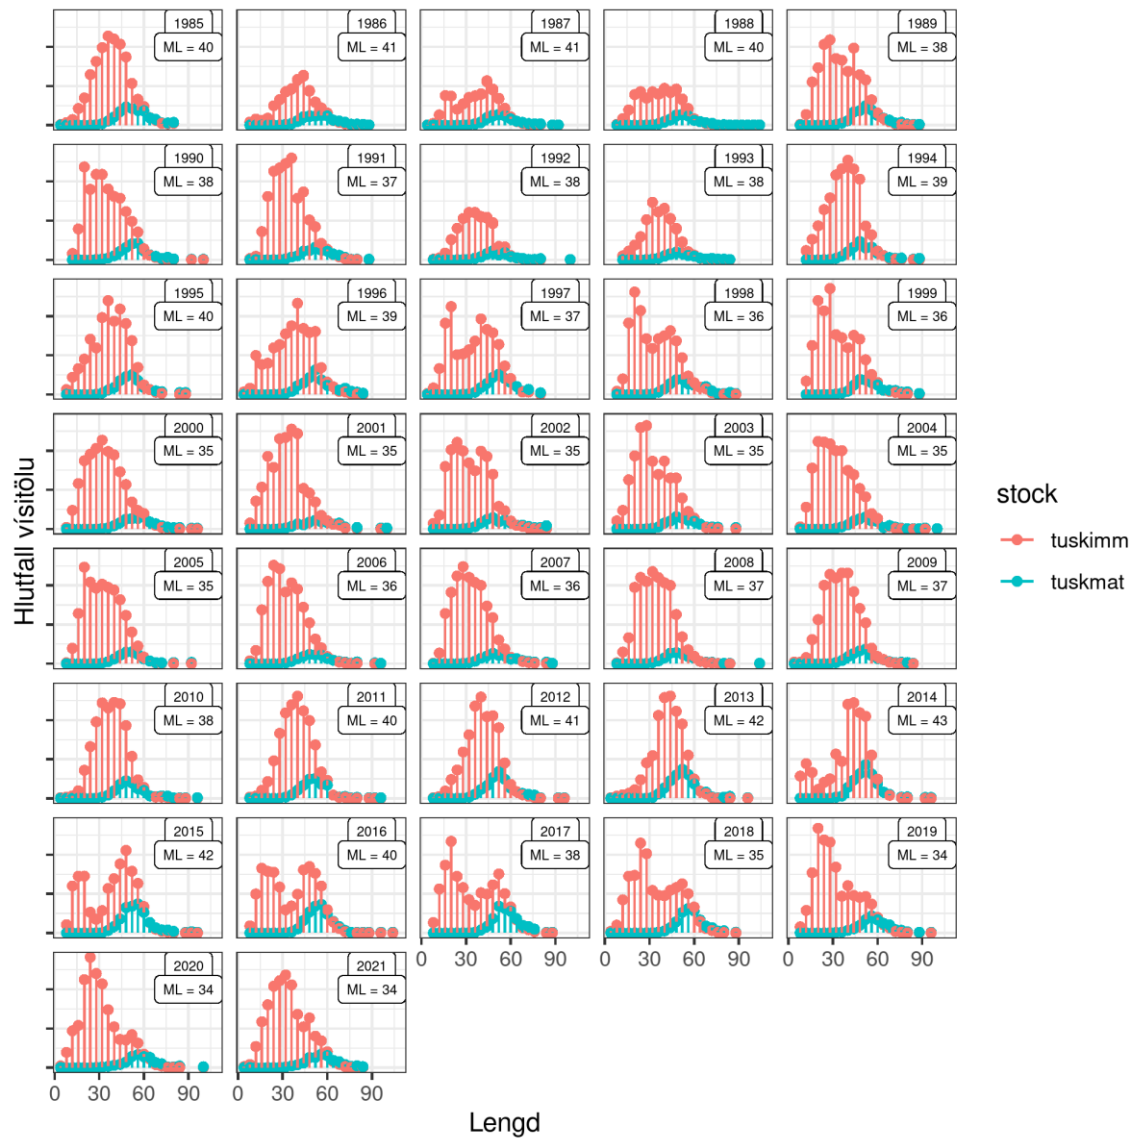 1985
ML = 40
1986
ML = 41
1987
ML = 41
1988
ML = 40
1989
ML = 38
1990
ML = 38
1991
ML = 37
1992
ML = 38
1993
ML = 38
1994
ML = 39
1995
ML = 40
1996
ML = 39
1997
ML = 37
1998
ML = 36
1999
ML = 36
2000
ML = 35
2001
ML = 35
2002
ML = 35
2003
ML = 35
2004
ML = 35
2005
ML = 35
2006
ML = 36
2007
ML = 36
2008
ML = 37
2009
ML = 37
2010
ML = 38
2011
ML = 40
2012
ML = 41
2013
ML = 42
2014
ML = 43
2015
ML = 42
2016
ML = 40
2017
ML = 38
2018
ML = 35
2019
ML = 34
0 30 60 90 0 30 60 90 0 30 60 90
2020
ML = 34
2021
ML = 34
0 30 60 90 0 30 60 90
Lengd
Hlutfall vísitölu
stock
tuskimm
tuskmat